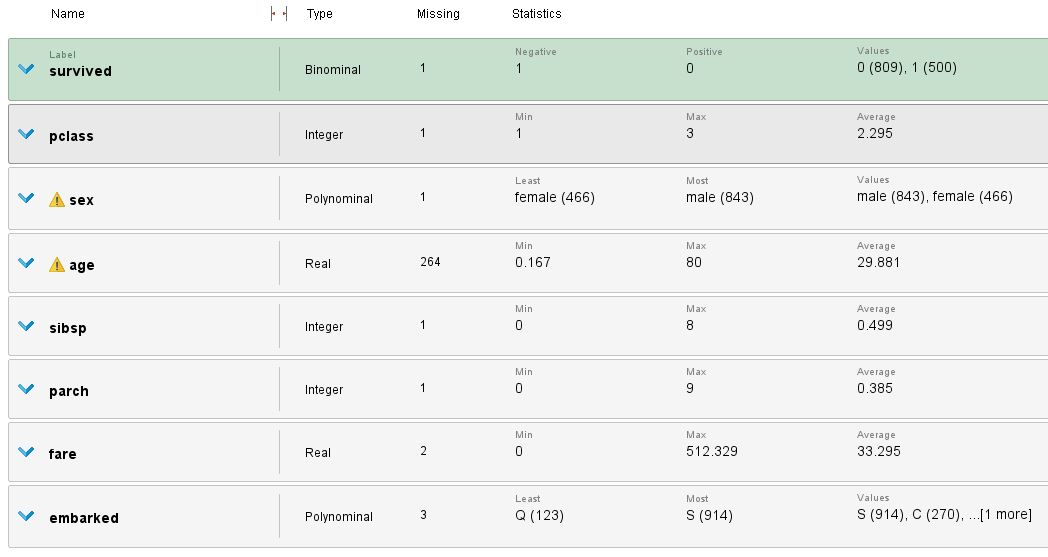 Name Type Missing Statistics
Label Negative Positive Values
survived Binominal 1 1 0 0 (809), 1 (500)
Min Max Average
pclass Integer 1 1 3 2.295
Least Most Values
sex Polynominal 1 female (466) male (843) male (843), female (466)
Min Max Average
age Real 264 0.167 80 29.881
Min Max Average
sibsp Integer 1 0 8 0.499
Min Max Average
parch Integer 1 0 9 0.385
Min Max Average
fare Real 2 0 512.329 33.295
Least Most Values
embarked Polynominal 3 Q (123) S (914) S (914), C (270), ...[1 more]